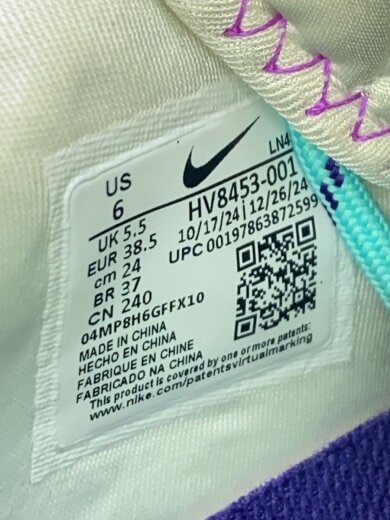 US
6
UK 5.5
EUR 38.5
cm 24
BR 37
CN 240
LN4
HV8453-001
10/17/24 | 12/26/24
UPC 00197863872599
04MP8H6GFFX10
MADE IN CHINA
HECHO EN CHINA
FABRIQUE EN CHINE
FABRICADO NA CHINA
This product is covered by one or more patents:
www.nike.com/patentsvirtualmarking